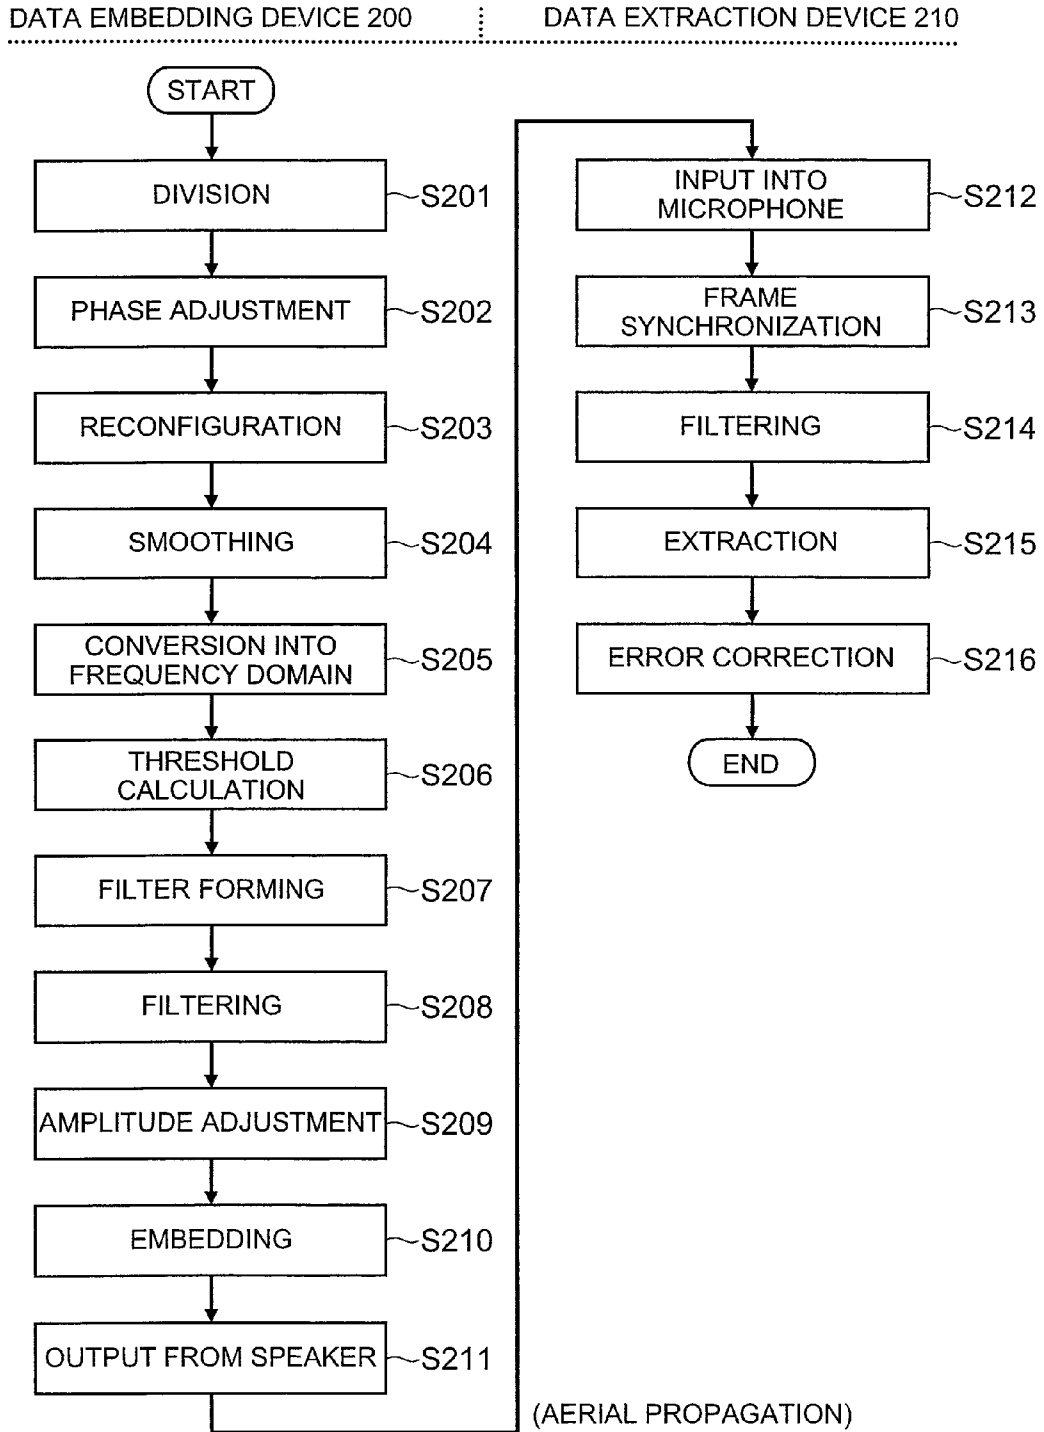 DATA EMBEDDING DEVICE 200
START
DIVISION
S201
PHASE ADJUSTMENT
S202
RECONFIGURATION
S203
SMOOTHING
S204
CONVERSION INTO
FREQUENCY DOMAIN
S205
THRESHOLD
CALCULATION
S206
FILTER FORMING
S207
FILTERING
S208
AMPLITUDE ADJUSTMENT
S209
EMBEDDING
S210
OUTPUT FROM SPEAKER
S211
(AERIAL PROPAGATION)
DATA EXTRACTION DEVICE 210
INPUT INTO
MICROPHONE
S212
FRAME
SYNCHRONIZATION
S213
FILTERING
S214
EXTRACTION
S215
ERROR CORRECTION
S216
END